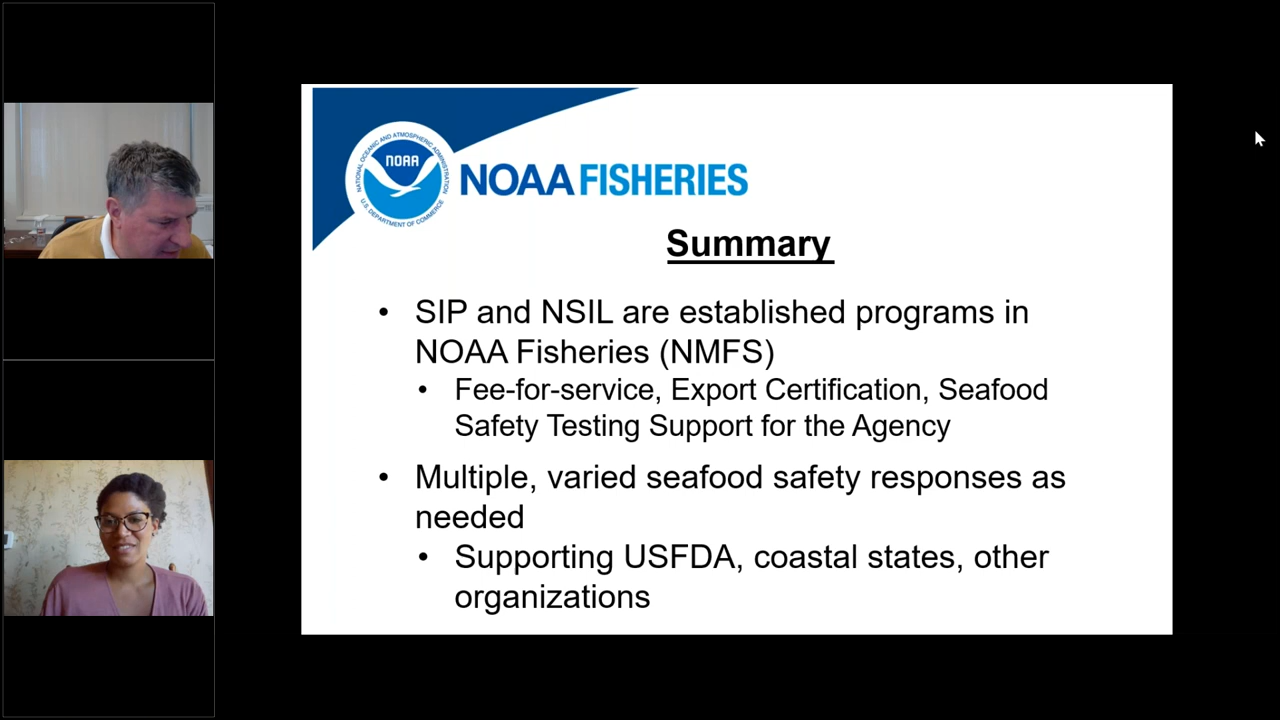 NATIONAL OCEANIC AND ATMOSPHERIC ADMINISTRATION
NOAA
U.S. DEPARTMENT OF COMMERCE
NOAA FISHERIES
Summary
• SIP and NSIL are established programs in
NOAA Fisheries (NMFS)
• Fee-for-service, Export Certification, Seafood
Safety Testing Support for the Agency
• Multiple, varied seafood safety responses as
needed
• Supporting USFDA, coastal states, other
organizations